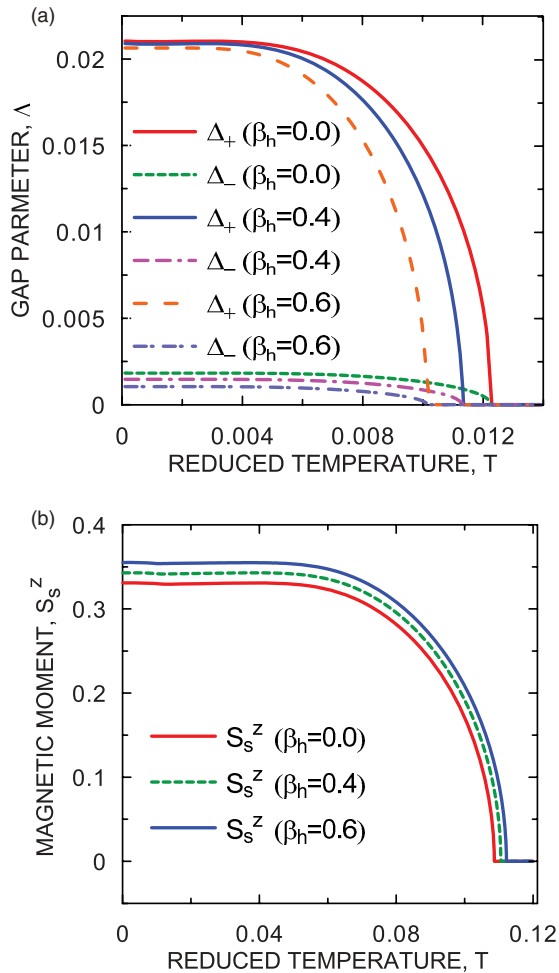 (a)
GAP PARMETER, Λ
0.02
0.015
0.01
0.005
0
Δ₊ (βₕ=0.0)
Δ₋ (βₕ=0.0)
Δ₊ (βₕ=0.4)
Δ₋ (βₕ=0.4)
Δ₊ (βₕ=0.6)
Δ₋ (βₕ=0.6)
0 0.004 0.008 0.012
REDUCED TEMPERATURE, T
(b)
MAGNETIC MOMENT, Sₛᶻ
0.4
0.3
0.2
0.1
0
Sₛᶻ (βₕ=0.0)
Sₛᶻ (βₕ=0.4)
Sₛᶻ (βₕ=0.6)
0 0.04 0.08 0.12
REDUCED TEMPERATURE, T